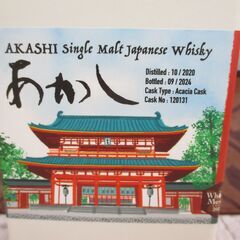 AKASHI Single Malt Japanese Whisky
あかし
Distilled : 10 / 2020
Bottled : 09 / 2024
Cask Type : Acacia Cask
Cask No : 120131